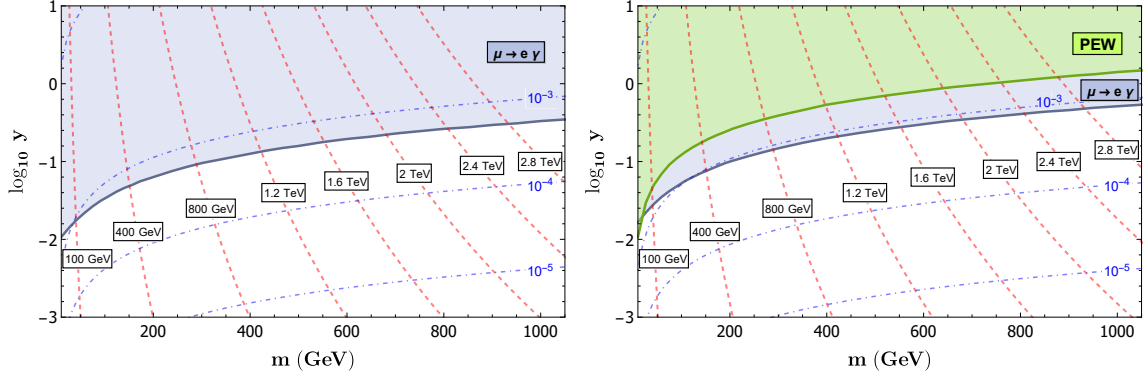 μ → e γ
10⁻³
2.8 TeV
2.4 TeV
2 TeV
1.6 TeV
1.2 TeV
800 GeV
400 GeV
100 GeV
10⁻⁴
10⁻⁵
1
0
-1
-2
-3
log₁₀ y
200 400 600 800 1000
m (GeV)
PEW
μ → e γ
10⁻³
2.8 TeV
2.4 TeV
2 TeV
1.6 TeV
1.2 TeV
800 GeV
400 GeV
100 GeV
10⁻⁴
10⁻⁵
1
0
-1
-2
-3
log₁₀ y
200 400 600 800 1000
m (GeV)